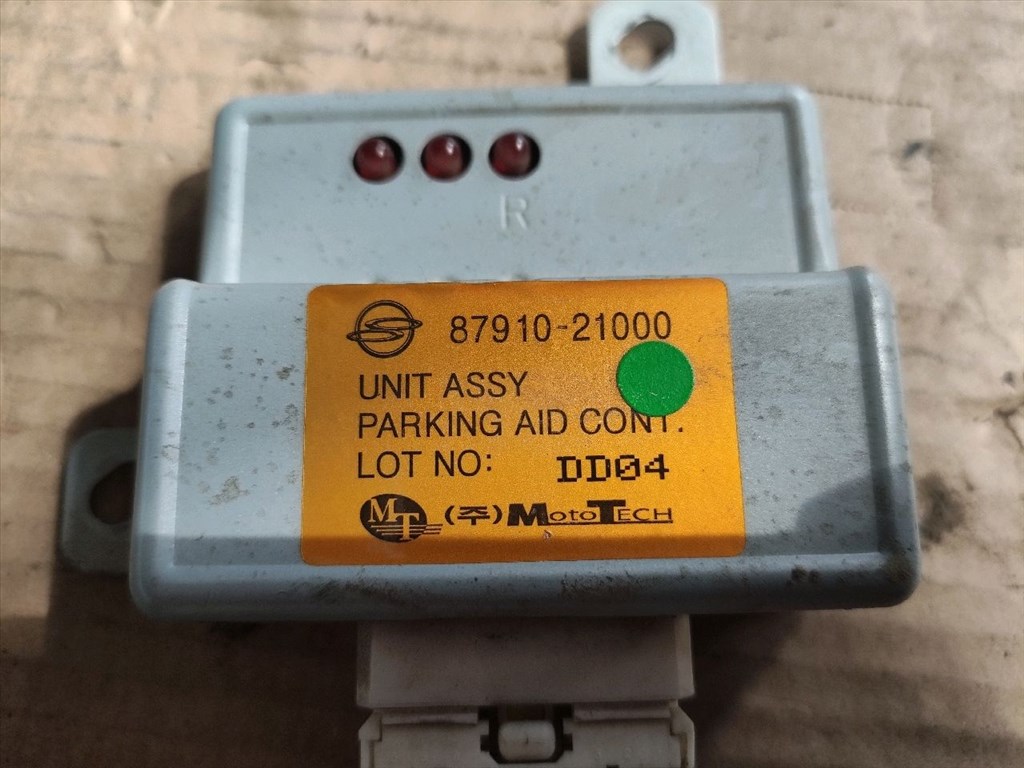 R
87910-21000
UNIT ASSY
PARKING AID CONT.
LOT NO: DD04
MT (주)MOTOTECH